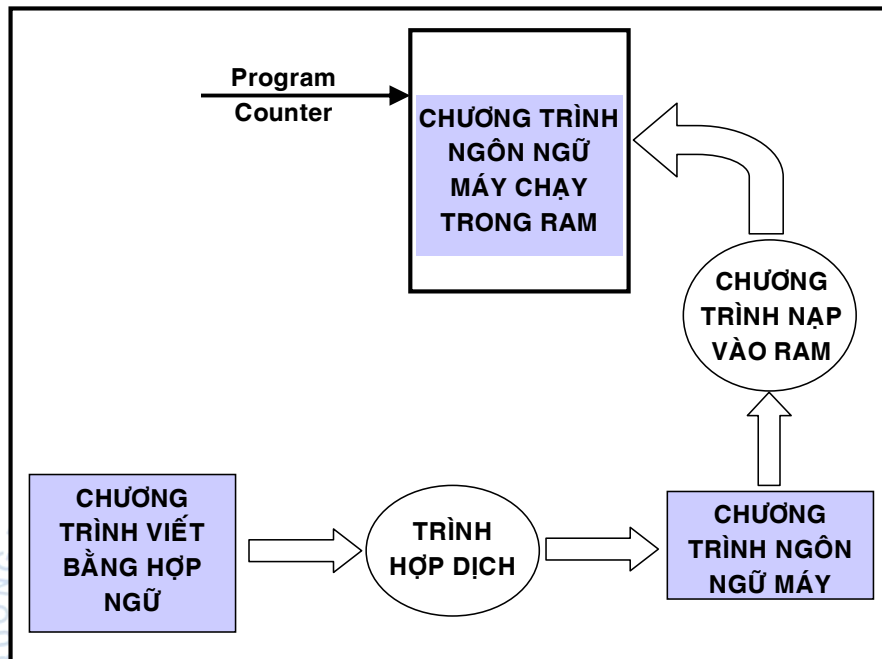 Program
Counter
CHƯƠNG TRÌNH
NGÔN NGỮ
MÁY CHẠY
TRONG RAM
CHƯƠNG
TRÌNH NẠP
VÀO RAM
CHƯƠNG
TRÌNH VIẾT
BẰNG HỢP
NGỮ
TRÌNH
HỢP DỊCH
CHƯƠNG
TRÌNH NGÔN
NGỮ MÁY